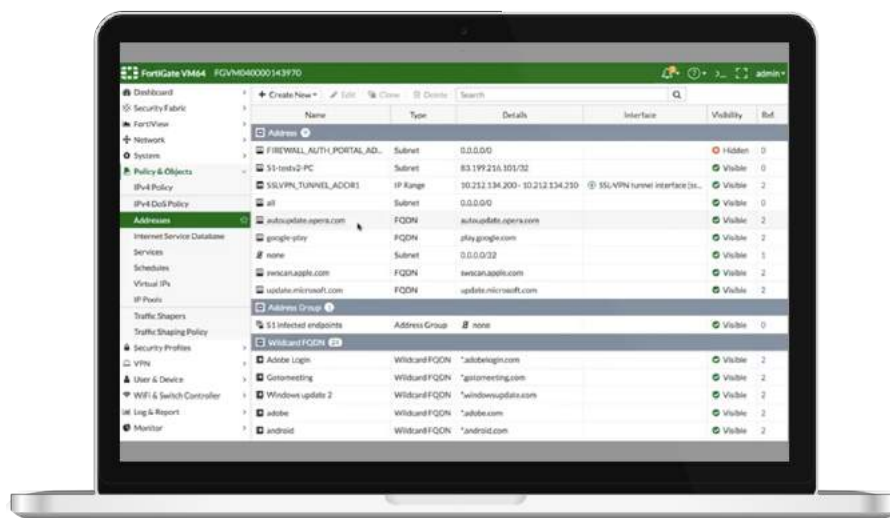 FortiGate VM64 FGVM040000143970 admin
Dashboard
Security Fabric
FortiView
Network
System
Policy & Objects
IPv4 Policy
IPv4 DoS Policy
Addresses
Internet Service Database
Services
Schedules
Virtual IPs
IP Pools
Traffic Shapers
Traffic Shaping Policy
Security Profiles
VPN
User & Device
WiFi & Switch Controller
Log & Report
Monitor
+ Create New Edit Clone Delete Search
Name Type Details Interface Visibility Ref.
Address 9
FIREWALL_AUTH_PORTAL_AD... Subnet 0.0.0.0/0 Hidden 0
S1-testv2-PC Subnet 83.199.216.101/32 Visible 0
SSLVPN_TUNNEL_ADDR1 IP Range 10.212.134.200 - 10.212.134.210 SSL-VPN tunnel interface (ss... Visible 2
all Subnet 0.0.0.0/0 Visible 0
autoupdate.opera.com FQDN autoupdate.opera.com Visible 2
google-play FQDN play.google.com Visible 2
none Subnet 0.0.0.0/32 Visible 1
swscan.apple.com FQDN swscan.apple.com Visible 2
update.microsoft.com FQDN update.microsoft.com Visible 2
Address Group 1
S1 infected endpoints Address Group none Visible 0
Wildcard FQDN 24
Adobe Login Wildcard FQDN *.adobelogin.com Visible 2
Gotomeeting Wildcard FQDN *.gotomeeting.com Visible 2
Windows update 2 Wildcard FQDN *.windowsupdate.com Visible 2
adobe Wildcard FQDN *.adobe.com Visible 2
android Wildcard FQDN *.android.com Visible 2